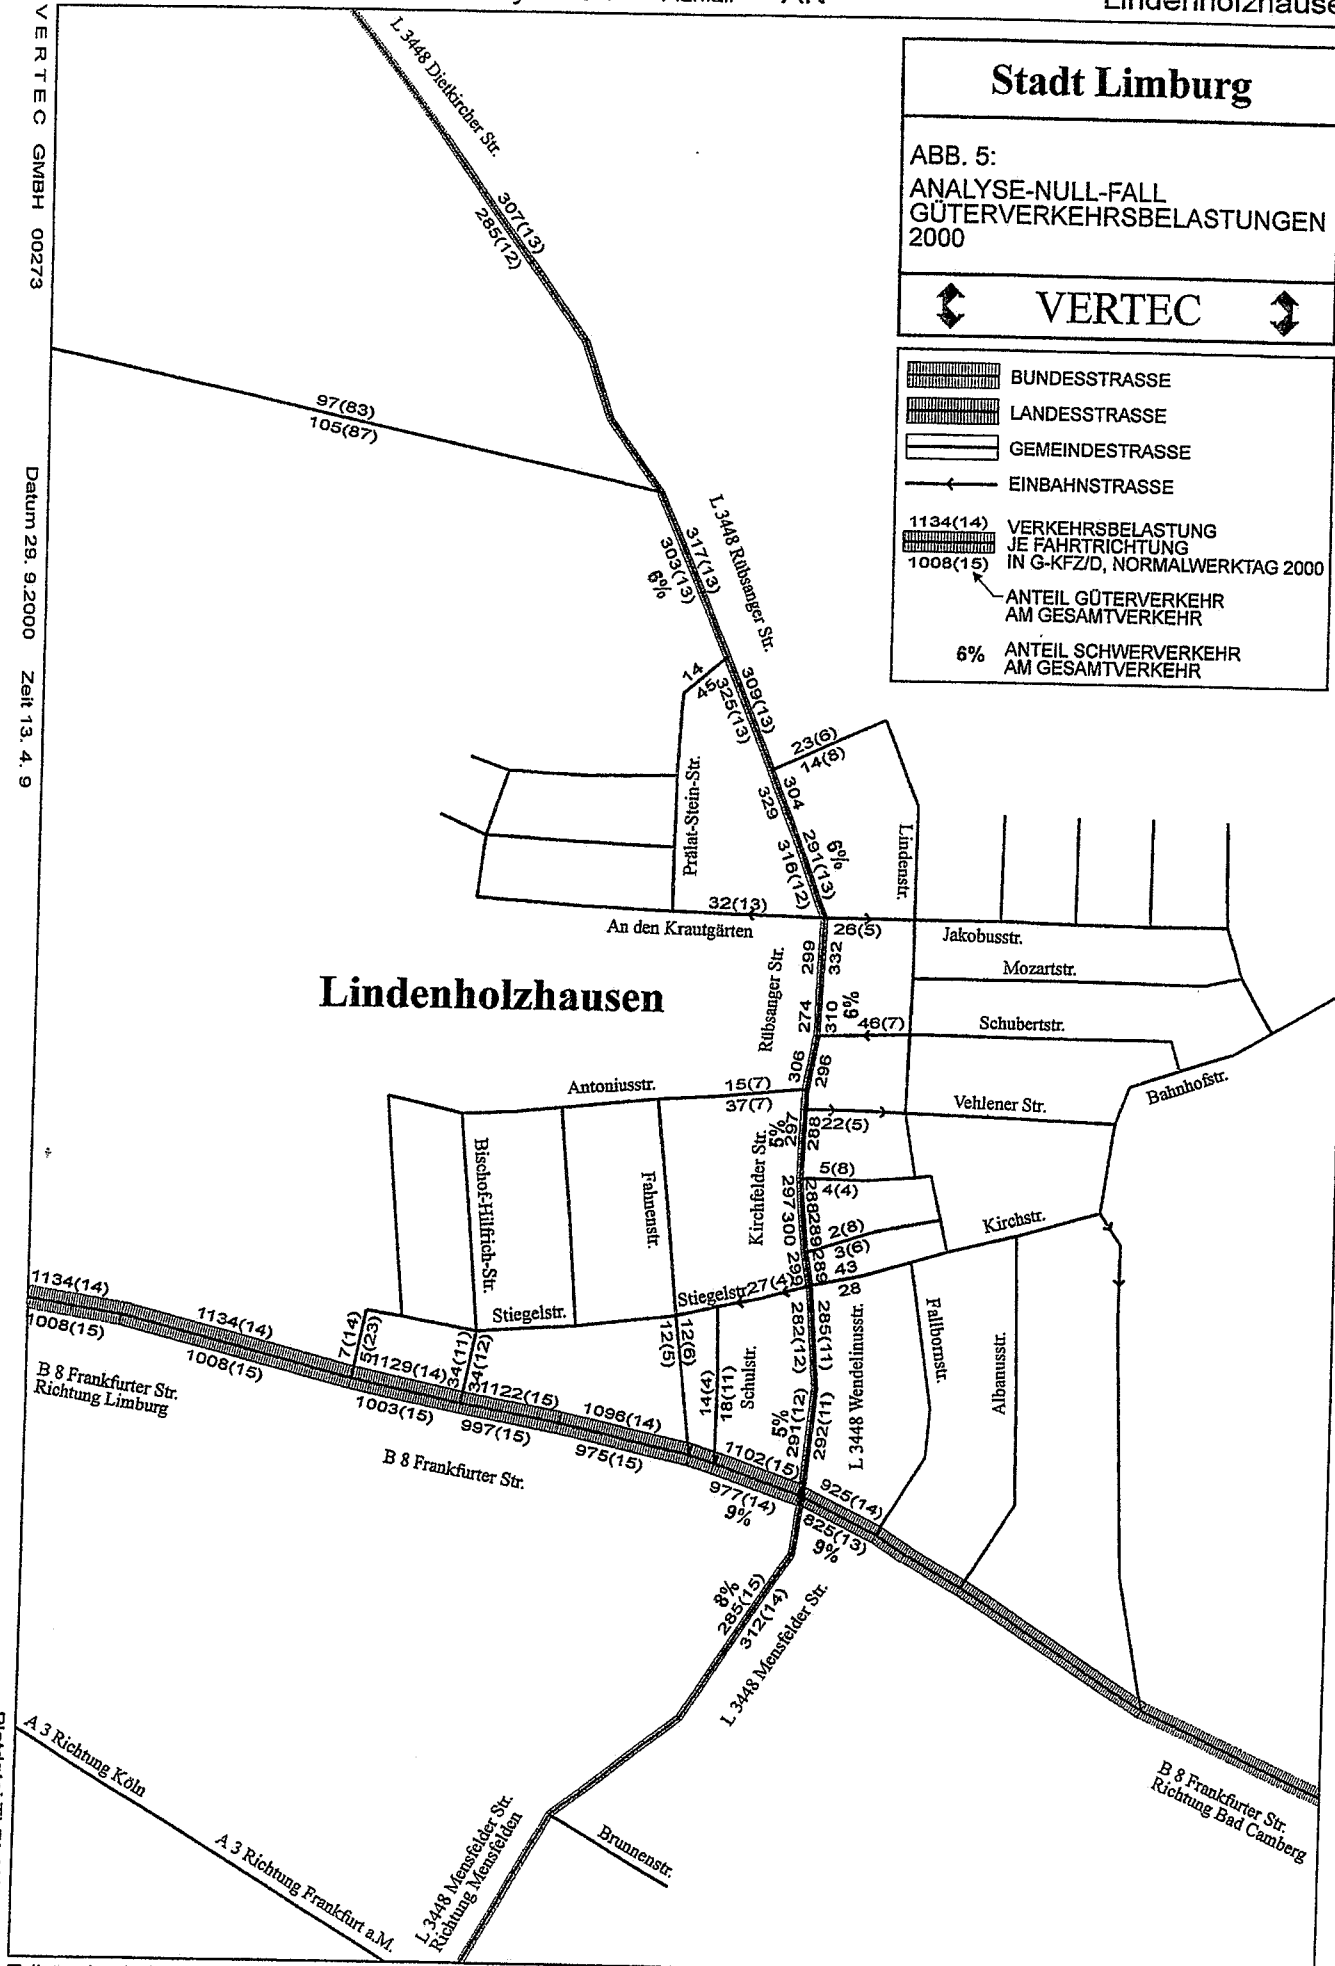 Lindenholzhause
VERTEC GMBH 00273
Datum 29. 9.2000 Zeit 13. 4. 9
Stadt Limburg
ABB. 5:
ANALYSE-NULL-FALL
GÜTERVERKEHRSBELASTUNGEN
2000
VERTEC
BUNDESSTRASSE
LANDESSTRASSE
GEMEINDESTRASSE
EINBAHNSTRASSE
1134(14)
1008(15)
VERKEHRSBELASTUNG
JE FAHRTRICHTUNG
IN G-KFZ/D, NORMALWERKTAG 2000
ANTEIL GÜTERVERKEHR
AM GESAMTVERKEHR
6%
ANTEIL SCHWERVERKEHR
AM GESAMTVERKEHR
L 3448 Dietkircher Str.
307(13)
285(12)
97(83)
105(87)
L 3448 Rübsanger Str.
317(13)
303(13)
6%
14
45
325(13)
309(13)
23(6)
14(8)
304
329
Prälat-Stein-Str.
Lindenstr.
6%
291(13)
316(12)
32(13)
An den Krautgärten
26(5)
Jakobusstr.
Mozartstr.
Rübsanger Str.
299
332
Lindenholzhausen
274
310
6%
46(7)
Schubertstr.
306
296
Antoniusstr.
15(7)
37(7)
Bahnhofstr.
Vehlener Str.
22(5)
5%
297
288
Kirchfelder Str.
Bischof-Hilfrich-Str.
Fahnenstr.
5(8)
4(4)
297
288
300
289
2(8)
3(6)
Kirchstr.
299
289
43
28
27(4)
Stiegelstr.
Stiegelstr.
1134(14)
1008(15)
1134(14)
1008(15)
B 8 Frankfurter Str.
Richtung Limburg
7(14)
5(23)
1129(14)
1003(15)
34(11)
34(12)
1122(15)
997(15)
1096(14)
975(15)
B 8 Frankfurter Str.
12(5)
12(6)
14(4)
18(11)
Schulstr.
282(12)
285(11)
L 3448 Wendelinusstr.
Fallbornstr.
Albanusstr.
5%
291(12)
292(11)
1102(15)
977(14)
9%
925(14)
825(13)
9%
8%
285(15)
312(14)
L 3448 Mensfelder Str.
B 8 Frankfurter Str.
Richtung Bad Camberg
A 3 Richtung Köln
A 3 Richtung Frankfurt a.M.
L 3448 Mensfelder Str.
Richtung Mensfelden
Brunnenstr.